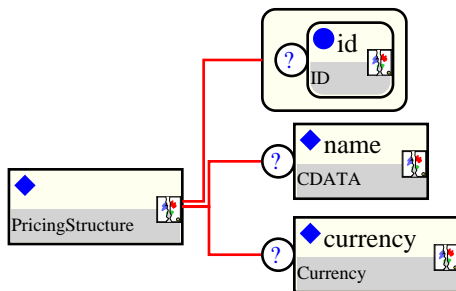 ?
id
ID
?
name
CDATA
PricingStructure
?
currency
Currency